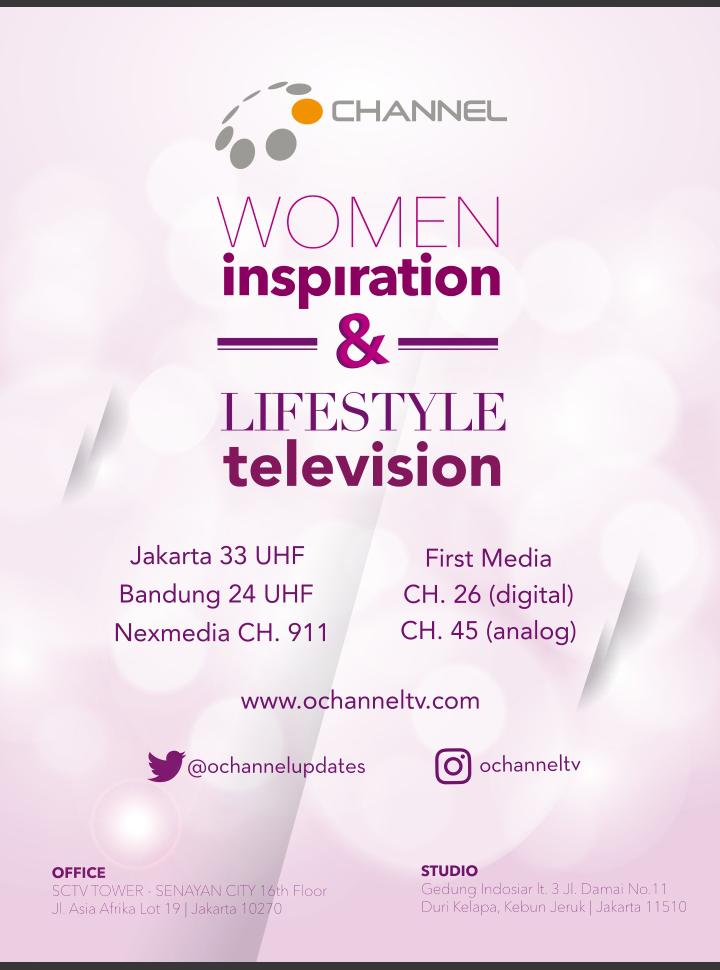 CHANNEL
WOMEN
inspiration
&
LIFESTYLE
television
Jakarta 33 UHF
Bandung 24 UHF
Nexmedia CH. 911
First Media
CH. 26 (digital)
CH. 45 (analog)
www.ochanneltv.com
@ochannelupdates
ochanneltv
OFFICE
SCTV TOWER - SENAYAN CITY 16th Floor
Jl. Asia Afrika Lot 19 | Jakarta 10270
STUDIO
Gedung Indosiar lt. 3 Jl. Damai No.11
Duri Kelapa, Kebun Jeruk | Jakarta 11510